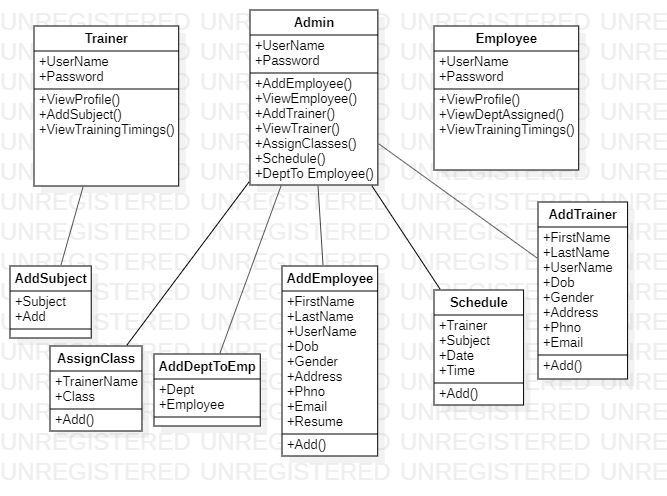 Trainer
+UserName
+Password
+ViewProfile()
+AddSubject()
+ViewTrainingTimings()
Admin
+UserName
+Password
+AddEmployee()
+ViewEmployee()
+AddTrainer()
+ViewTrainer()
+AssignClasses()
+Schedule()
+DeptTo Employee()
Employee
+UserName
+Password
+ViewProfile()
+ViewDeptAssigned()
+ViewTrainingTimings()
AddSubject
+Subject
+Add
AssignClass
+TrainerName
+Class
+Add()
AddDeptToEmp
+Dept
+Employee
AddEmployee
+FirstName
+LastName
+UserName
+Dob
+Gender
+Address
+Phno
+Email
+Resume
+Add()
Schedule
+Trainer
+Subject
+Date
+Time
+Add()
AddTrainer
+FirstName
+LastName
+UserName
+Dob
+Gender
+Address
+Phno
+Email
+Add()
UNREGISTERED